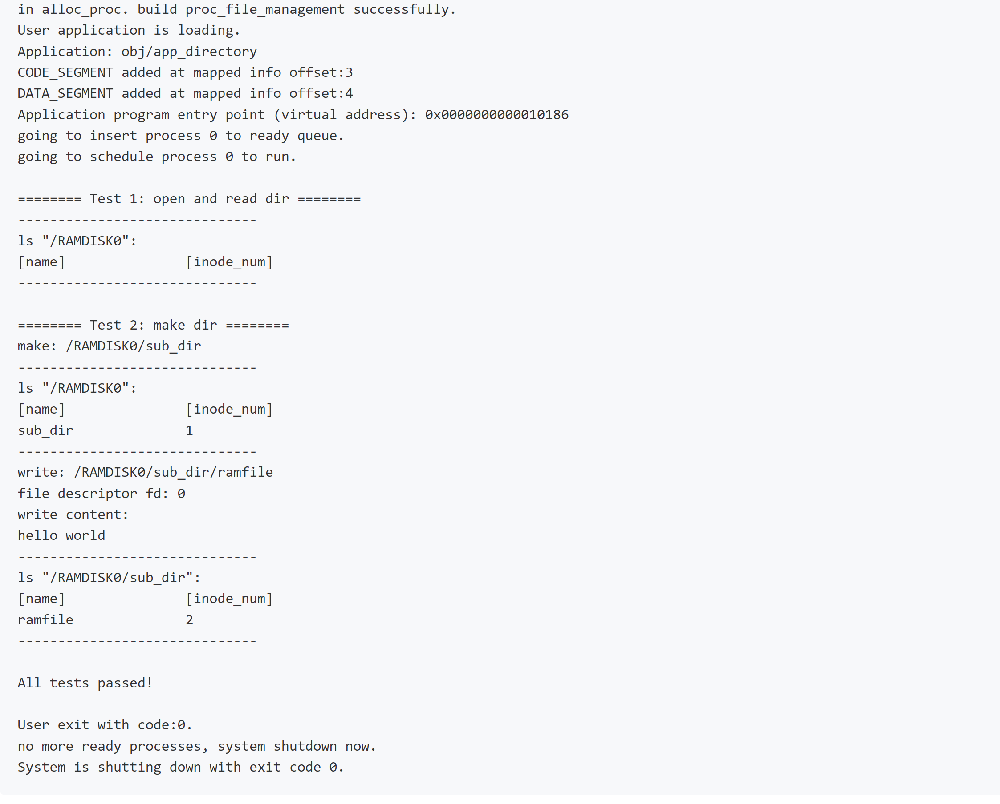 in alloc_proc. build proc_file_management successfully.
User application is loading.
Application: obj/app_directory
CODE_SEGMENT added at mapped info offset:3
DATA_SEGMENT added at mapped info offset:4
Application program entry point (virtual address): 0x0000000000010186
going to insert process 0 to ready queue.
going to schedule process 0 to run.

======== Test 1: open and read dir ========
------------------------------
ls "/RAMDISK0":
[name]               [inode_num]
------------------------------

======== Test 2: make dir ========
make: /RAMDISK0/sub_dir
------------------------------
ls "/RAMDISK0":
[name]               [inode_num]
sub_dir              1
------------------------------
write: /RAMDISK0/sub_dir/ramfile
file descriptor fd: 0
write content:
hello world
------------------------------
ls "/RAMDISK0/sub_dir":
[name]               [inode_num]
ramfile              2
------------------------------

All tests passed!

User exit with code:0.
no more ready processes, system shutdown now.
System is shutting down with exit code 0.